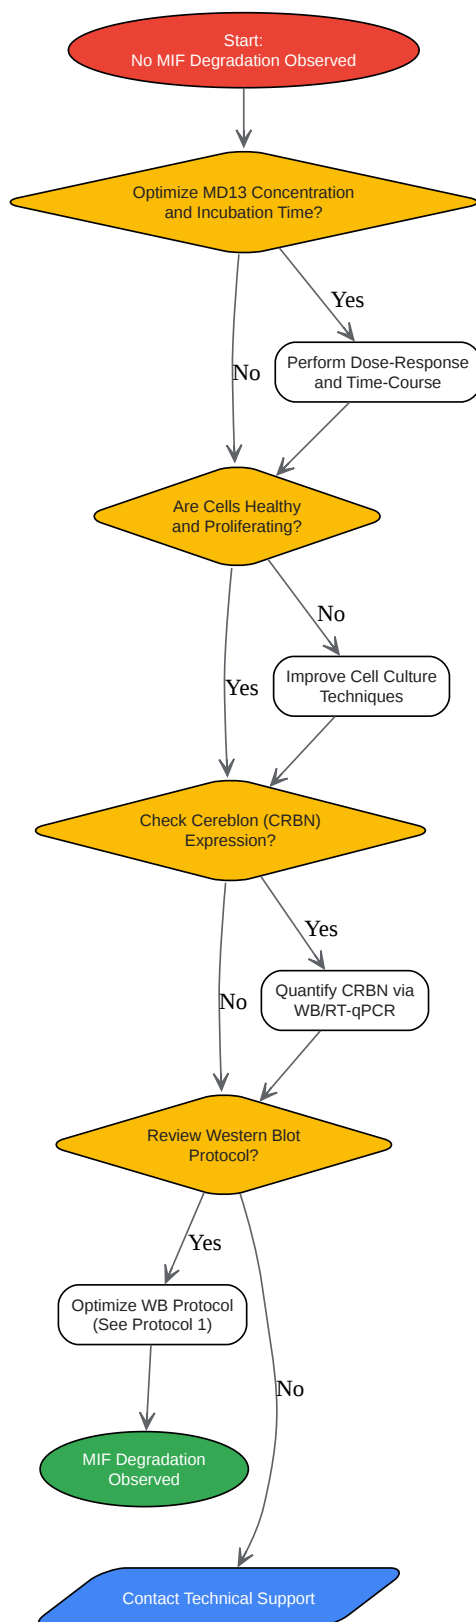 Start:
No MIF Degradation Observed
Optimize MD13 Concentration
and Incubation Time?
Yes
No
Perform Dose-Response
and Time-Course
Are Cells Healthy
and Proliferating?
No
Yes
Improve Cell Culture
Techniques
Check Cereblon (CRBN)
Expression?
Yes
No
Quantify CRBN via
WB/RT-qPCR
Review Western Blot
Protocol?
Yes
Optimize WB Protocol
(See Protocol 1)
No
MIF Degradation
Observed
Contact Technical Support